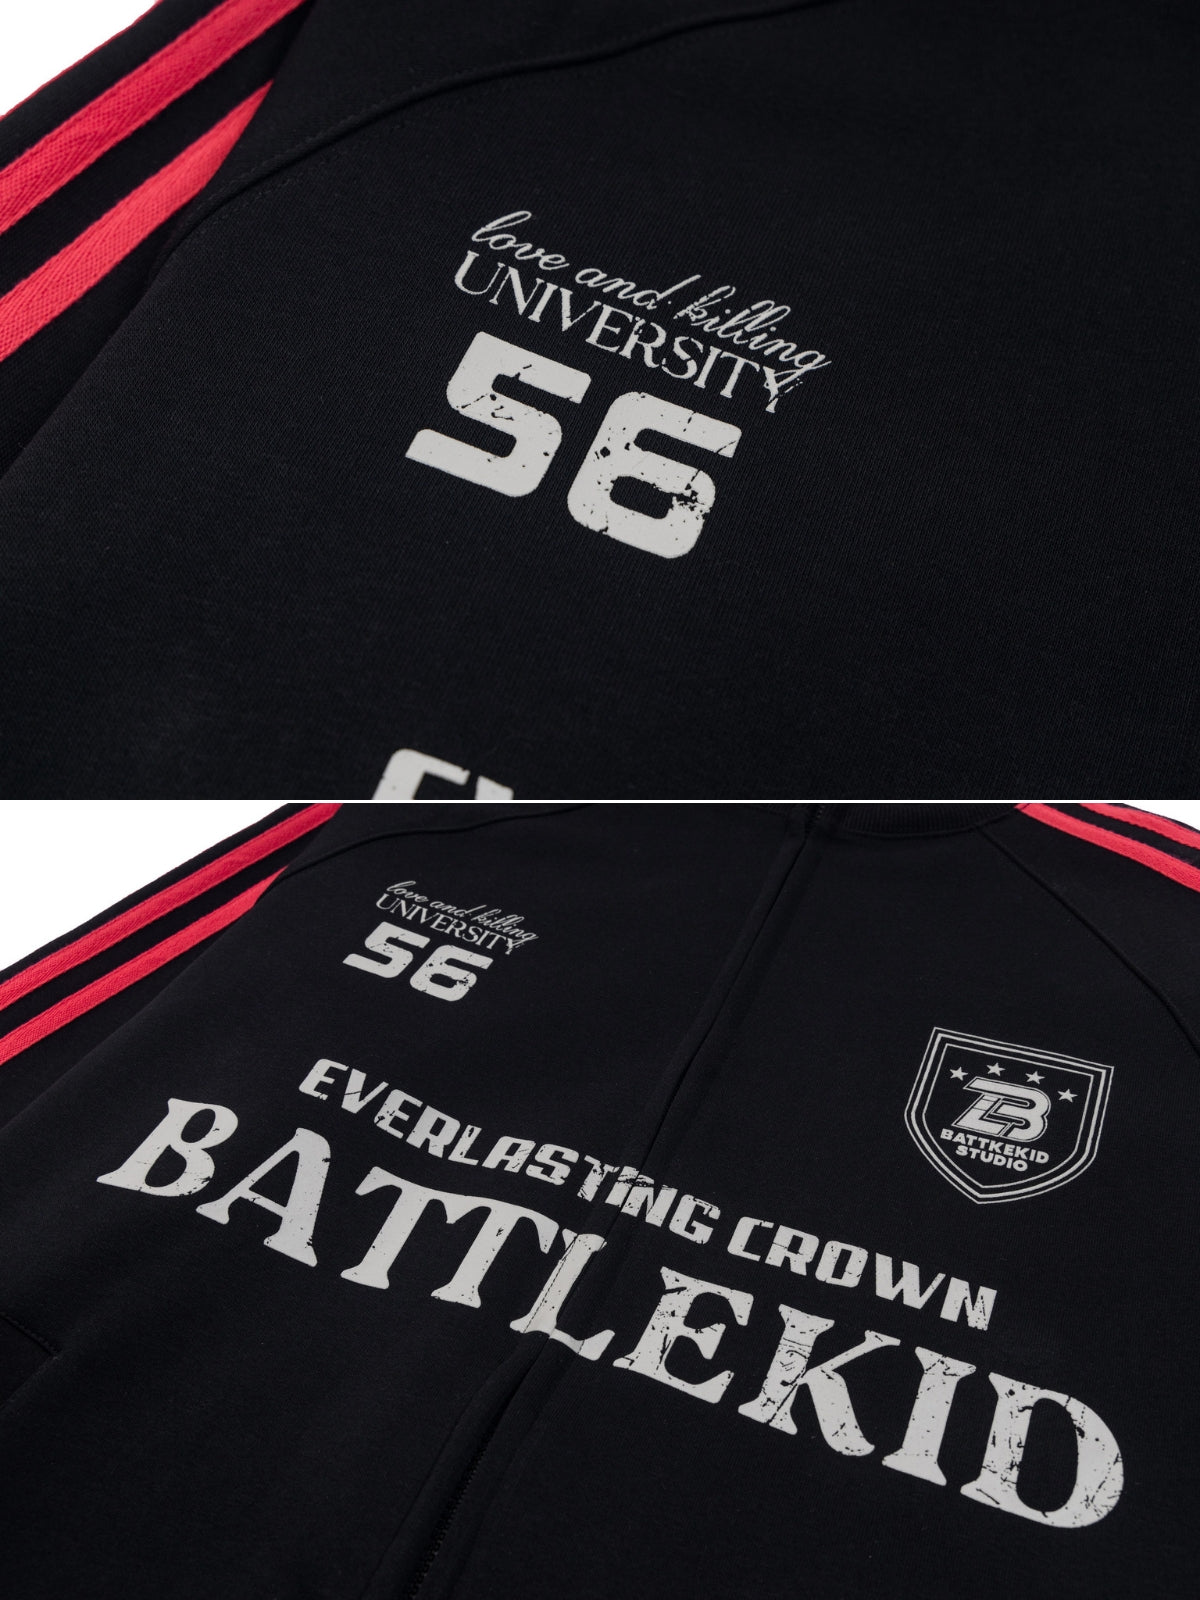 love and killing
UNIVERSITY
56
love and killing
UNIVERSITY
56
EVERLASTING CROWN
BATTLEKID
B
BATTKEKID
STUDIO